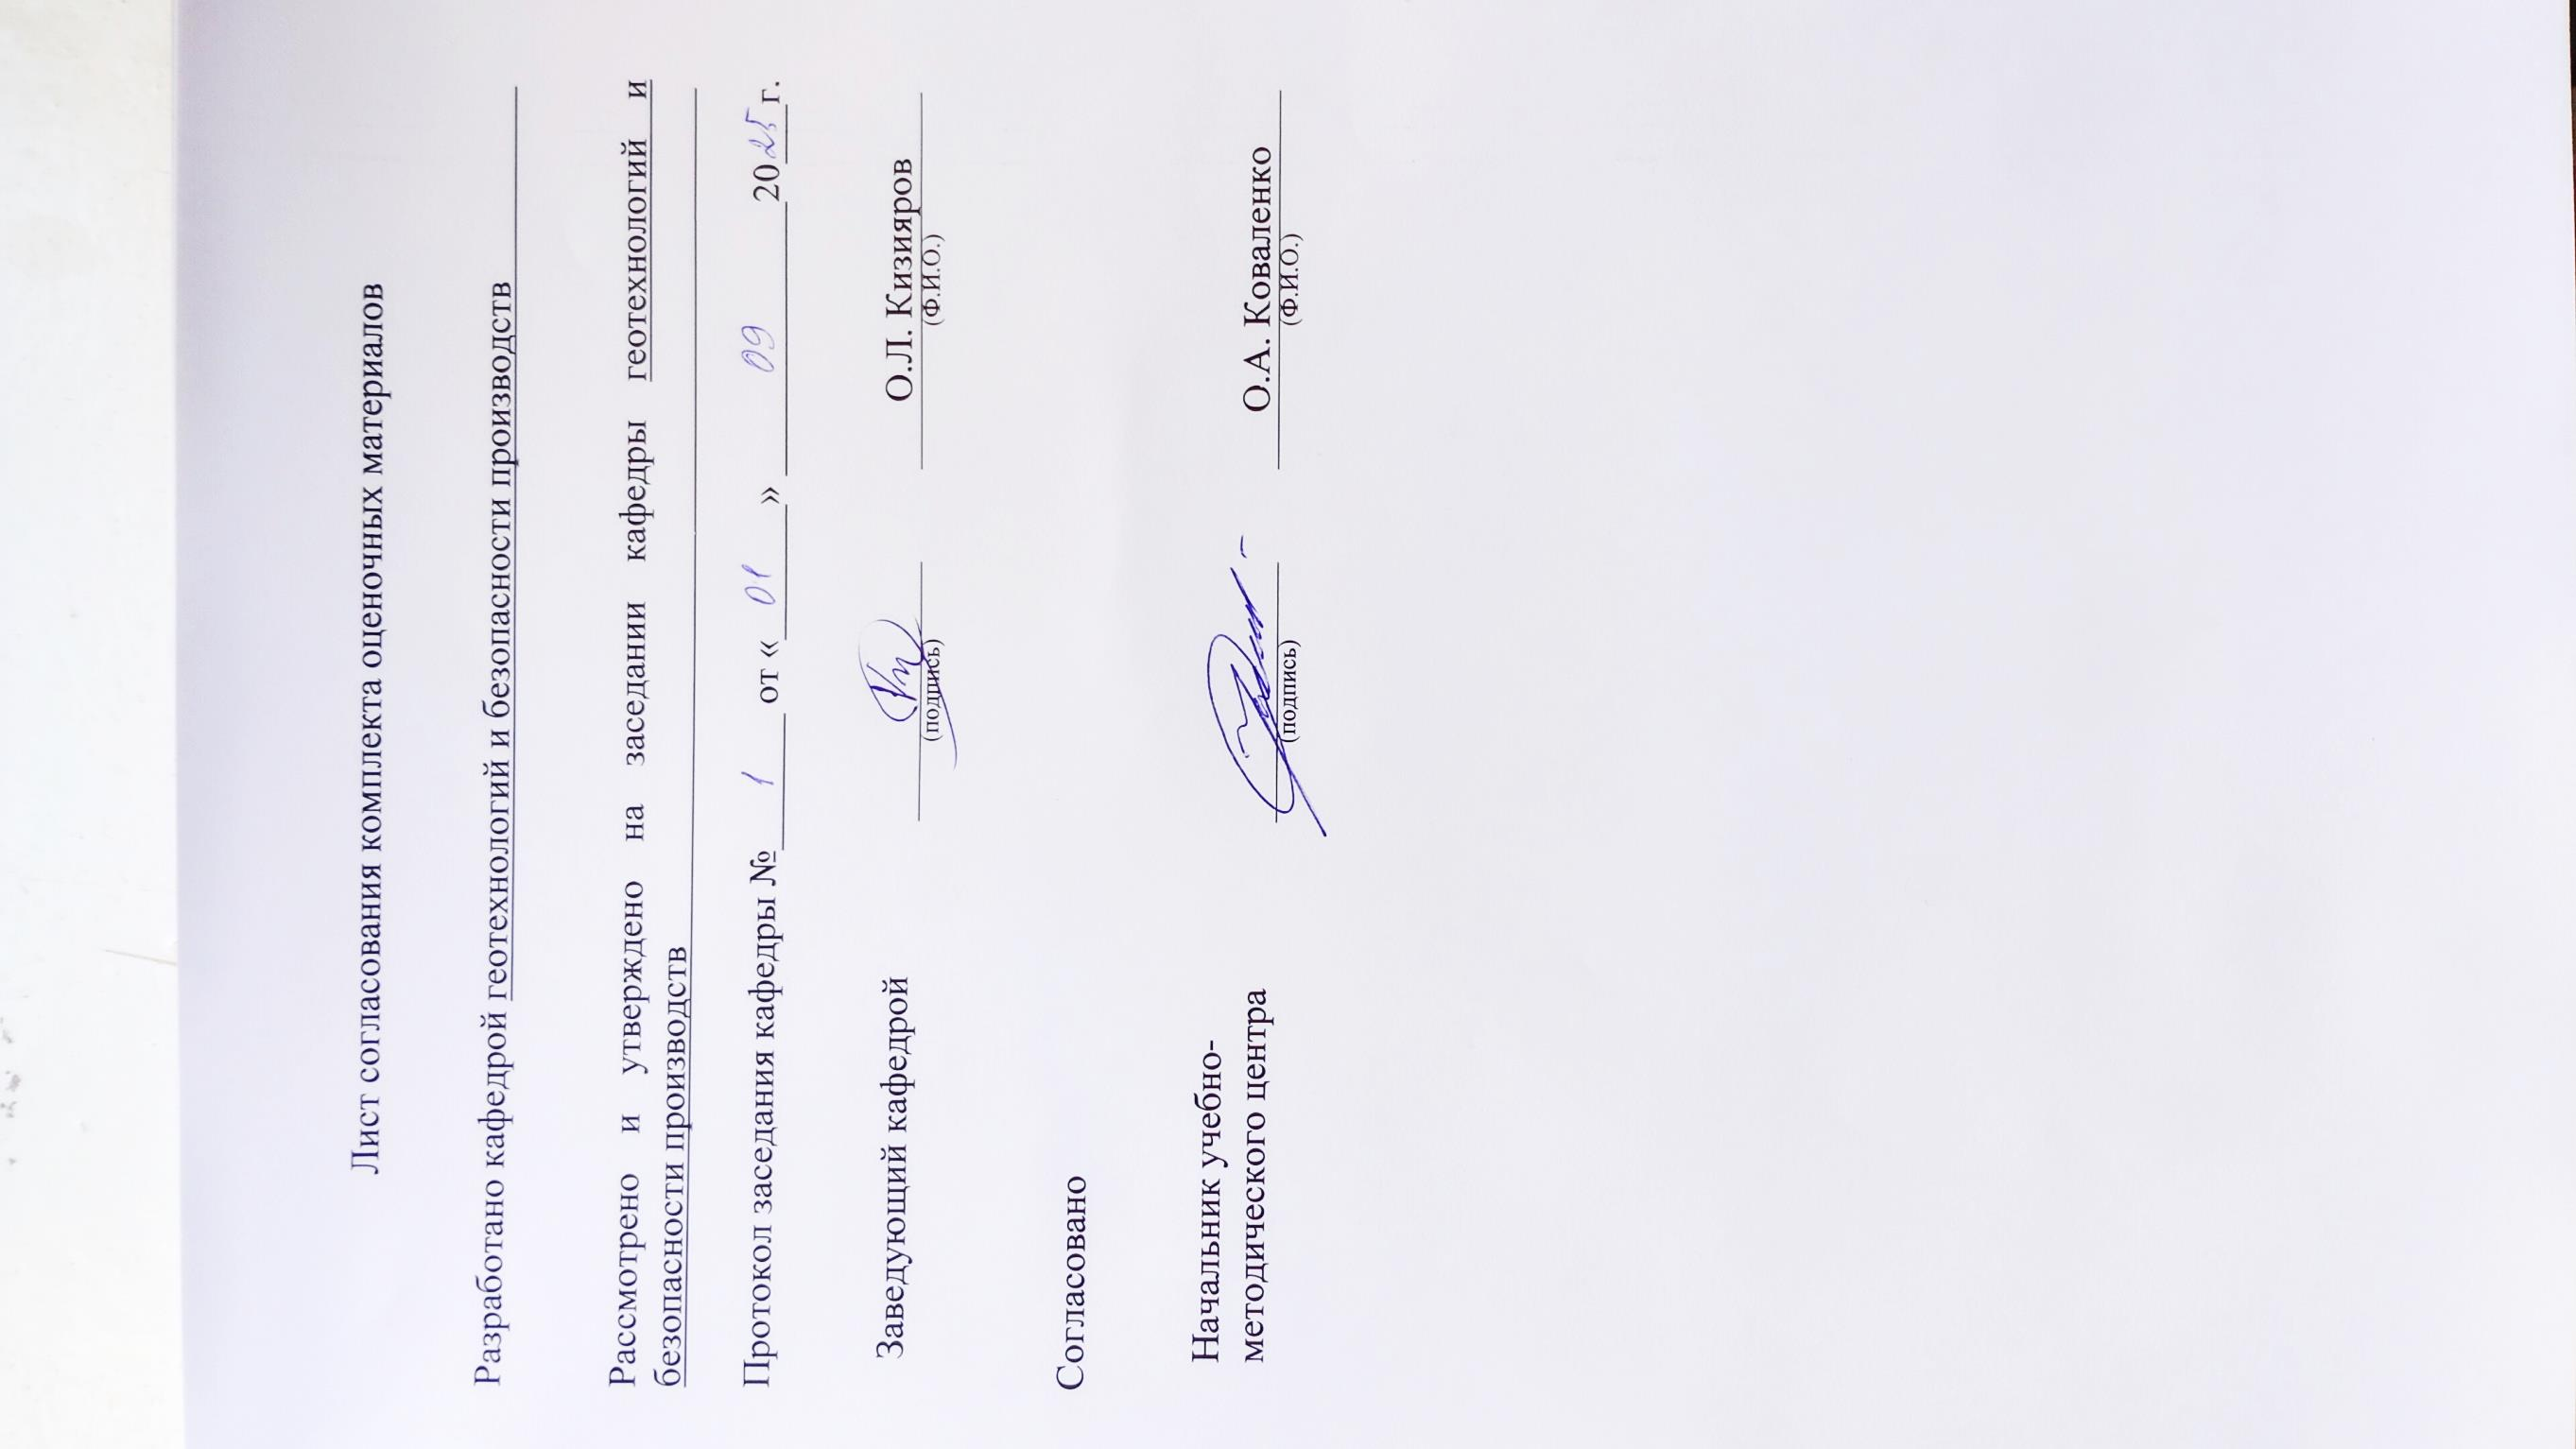 Лист согласования комплекта оценочных материалов
Разработано кафедрой геотехнологий и безопасности производств
Рассмотрено и утверждено на заседании кафедры геотехнологий и
безопасности производств
Протокол заседания кафедры № 1 от « 01 » 09 2025 г.
Заведующий кафедрой О.Л. Кизияров
(подпись) (Ф.И.О.)
Согласовано
Начальник учебно-
методического центра О.А. Коваленко
(подпись) (Ф.И.О.)